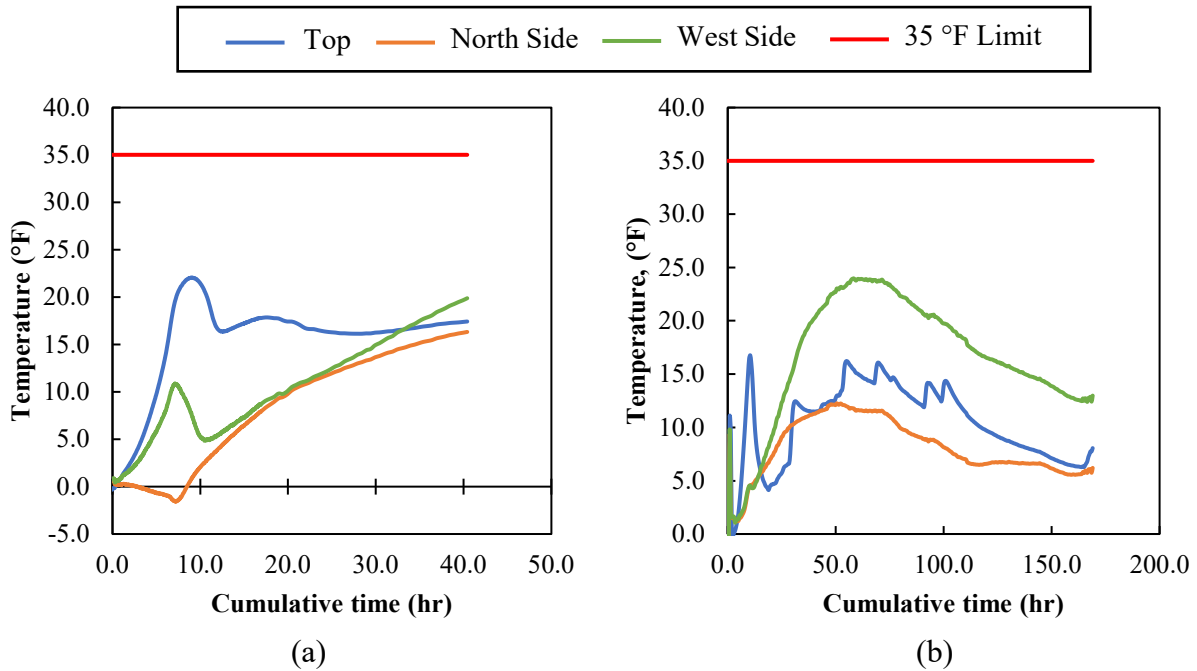 Top North Side West Side 35 °F Limit
40.0
35.0
30.0
25.0
20.0
15.0
10.0
5.0
0.0
-5.0
Temperature (°F)
0.0 10.0 20.0 30.0 40.0 50.0
Cumulative time (hr)
(a)
40.0
35.0
30.0
25.0
20.0
15.0
10.0
5.0
0.0
Temperature, (°F)
0.0 50.0 100.0 150.0 200.0
Cumulative time (hr)
(b)